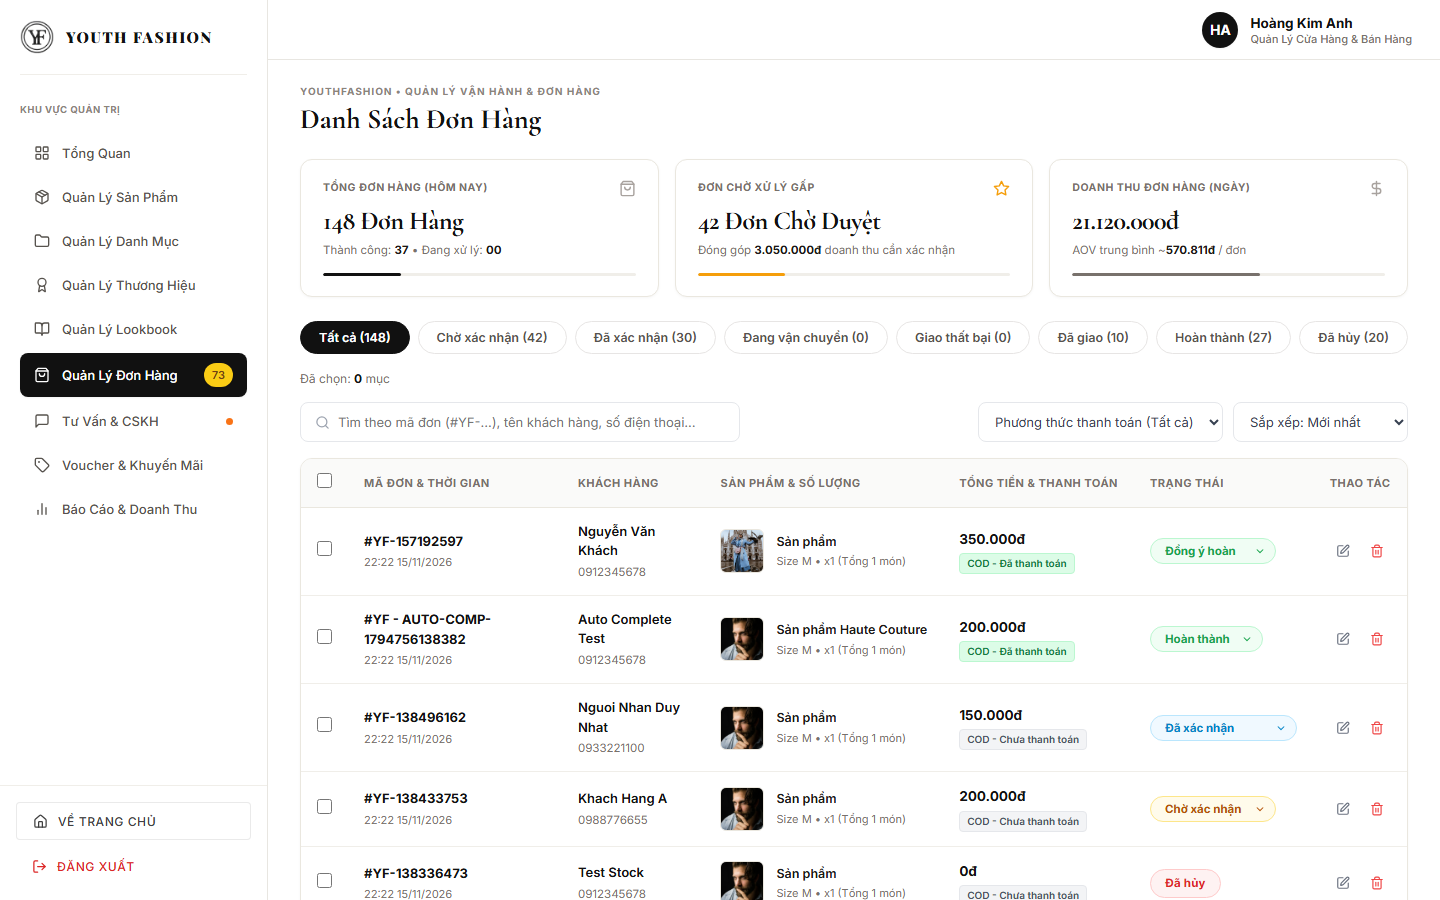 YF YOUTH FASHION
KHU VỰC QUẢN TRỊ
Tổng Quan
Quản Lý Sản Phẩm
Quản Lý Danh Mục
Quản Lý Thương Hiệu
Quản Lý Lookbook
Quản Lý Đơn Hàng 73
Tư Vấn & CSKH
Voucher & Khuyến Mãi
Báo Cáo & Doanh Thu
VỀ TRANG CHỦ
ĐĂNG XUẤT
HA
Hoàng Kim Anh
Quản Lý Cửa Hàng & Bán Hàng
YOUTHFASHION • QUẢN LÝ VẬN HÀNH & ĐƠN HÀNG
Danh Sách Đơn Hàng
TỔNG ĐƠN HÀNG (HÔM NAY)
148 Đơn Hàng
Thành công: 37 • Đang xử lý: 00
ĐƠN CHỜ XỬ LÝ GẤP
42 Đơn Chờ Duyệt
Đóng góp 3.050.000đ doanh thu cần xác nhận
DOANH THU ĐƠN HÀNG (NGÀY)
21.120.000đ
AOV trung bình ~570.811đ / đơn
Tất cả (148) Chờ xác nhận (42) Đã xác nhận (30) Đang vận chuyển (0) Giao thất bại (0) Đã giao (10) Hoàn thành (27) Đã hủy (20)
Đã chọn: 0 mục
Tìm theo mã đơn (#YF-...), tên khách hàng, số điện thoại...
Phương thức thanh toán (Tất cả) Sắp xếp: Mới nhất
MÃ ĐƠN & THỜI GIAN KHÁCH HÀNG SẢN PHẨM & SỐ LƯỢNG TỔNG TIỀN & THANH TOÁN TRẠNG THÁI THAO TÁC
#YF-157192597
22:22 15/11/2026
Nguyễn Văn
Khách
0912345678
Sản phẩm
Size M • x1 (Tổng 1 món)
350.000đ
COD - Đã thanh toán
Đồng ý hoàn
#YF - AUTO-COMP-
1794756138382
22:22 15/11/2026
Auto Complete
Test
0912345678
Sản phẩm Haute Couture
Size M • x1 (Tổng 1 món)
200.000đ
COD - Đã thanh toán
Hoàn thành
#YF-138496162
22:22 15/11/2026
Nguoi Nhan Duy
Nhat
0933221100
Sản phẩm
Size M • x1 (Tổng 1 món)
150.000đ
COD - Chưa thanh toán
Đã xác nhận
#YF-138433753
22:22 15/11/2026
Khach Hang A
0988776655
Sản phẩm
Size M • x1 (Tổng 1 món)
200.000đ
COD - Chưa thanh toán
Chờ xác nhận
#YF-138336473
22:22 15/11/2026
Test Stock
0912345678
Sản phẩm
Size M • x1 (Tổng 1 món)
0đ
COD - Chưa thanh toán
Đã hủy